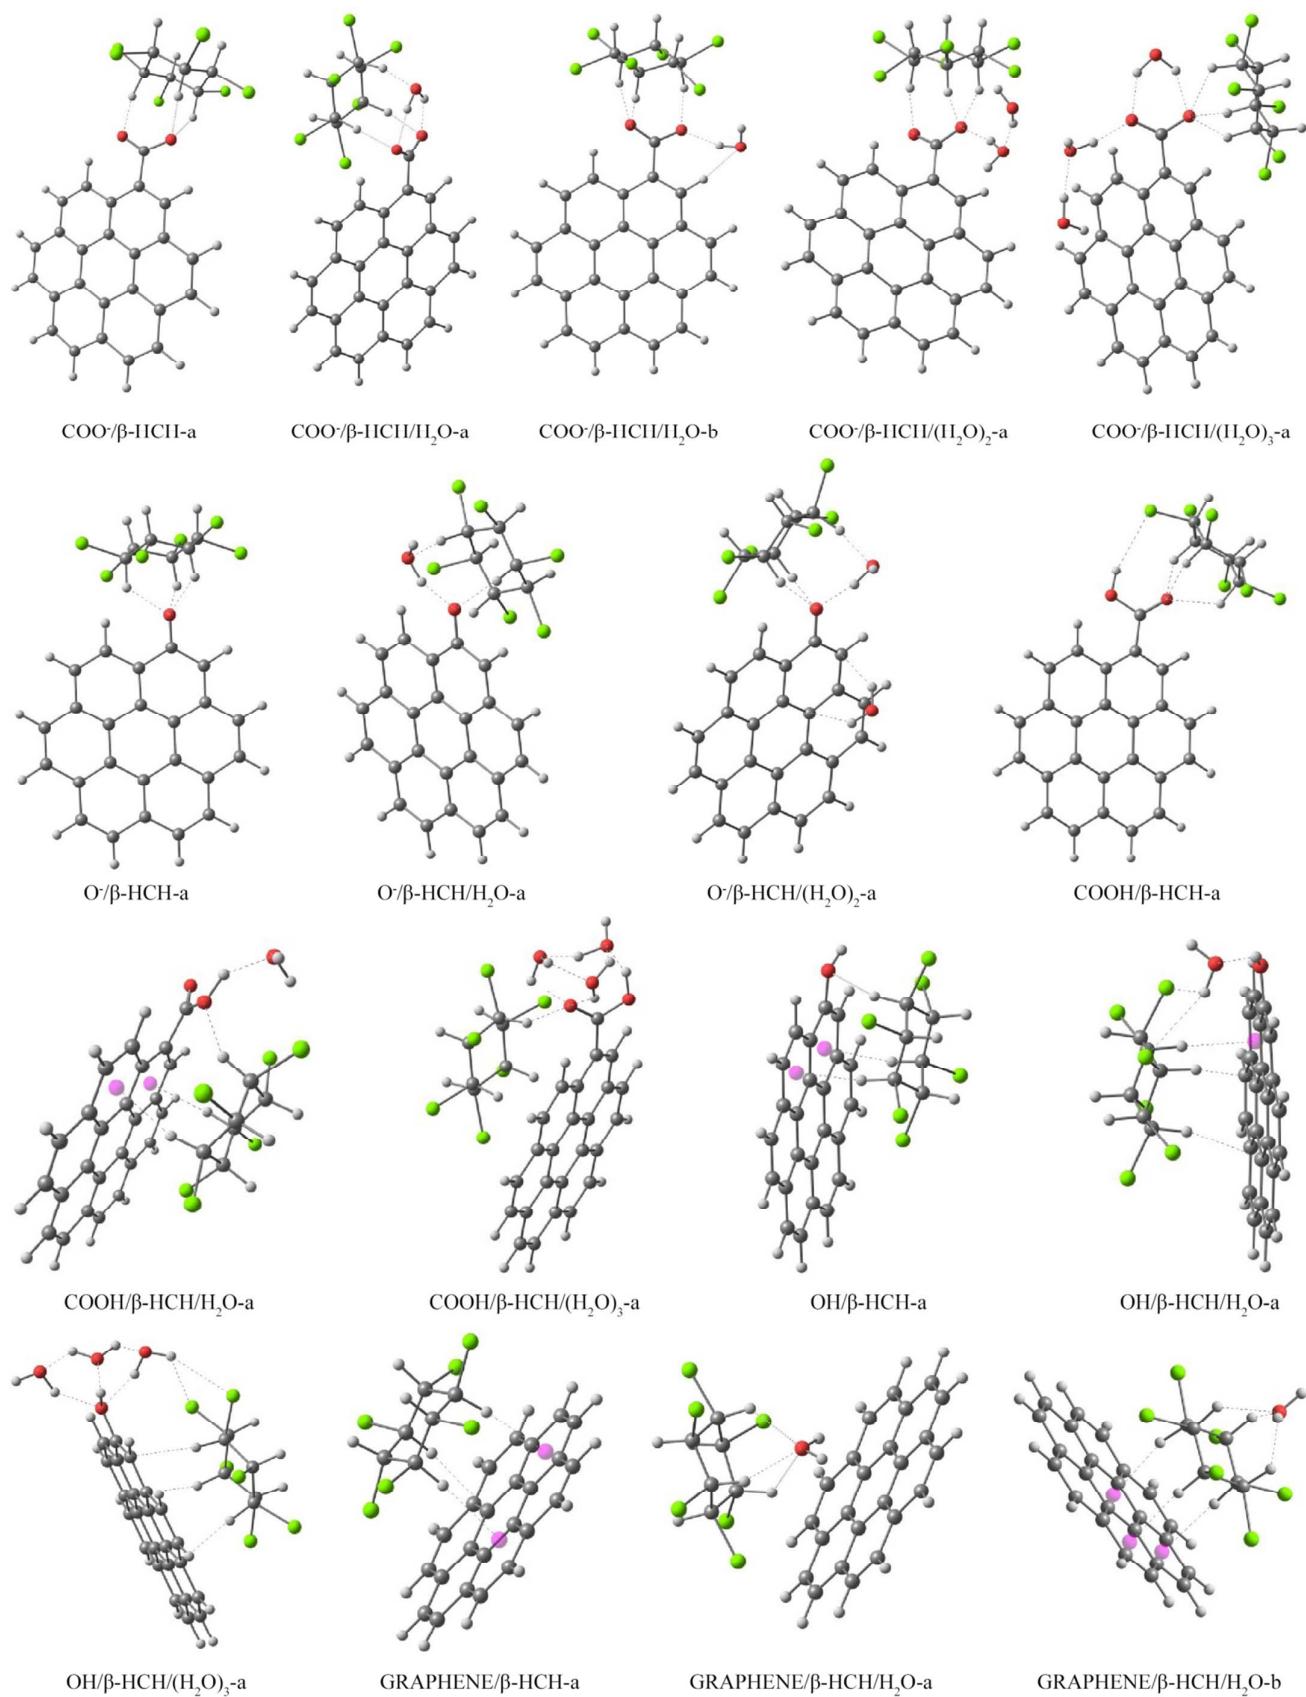 COO⁻/β-HCH-a
COO⁻/β-HCH/H₂O-a
COO⁻/β-HCH/H₂O-b
COO⁻/β-HCH/(H₂O)₂-a
COO⁻/β-HCH/(H₂O)₃-a
O⁻/β-HCH-a
O⁻/β-HCH/H₂O-a
O⁻/β-HCH/(H₂O)₂-a
COOH/β-HCH-a
COOH/β-HCH/H₂O-a
COOH/β-HCH/(H₂O)₃-a
OH/β-HCH-a
OH/β-HCH/H₂O-a
OH/β-HCH/(H₂O)₃-a
GRAPHENE/β-HCH-a
GRAPHENE/β-HCH/H₂O-a
GRAPHENE/β-HCH/H₂O-b